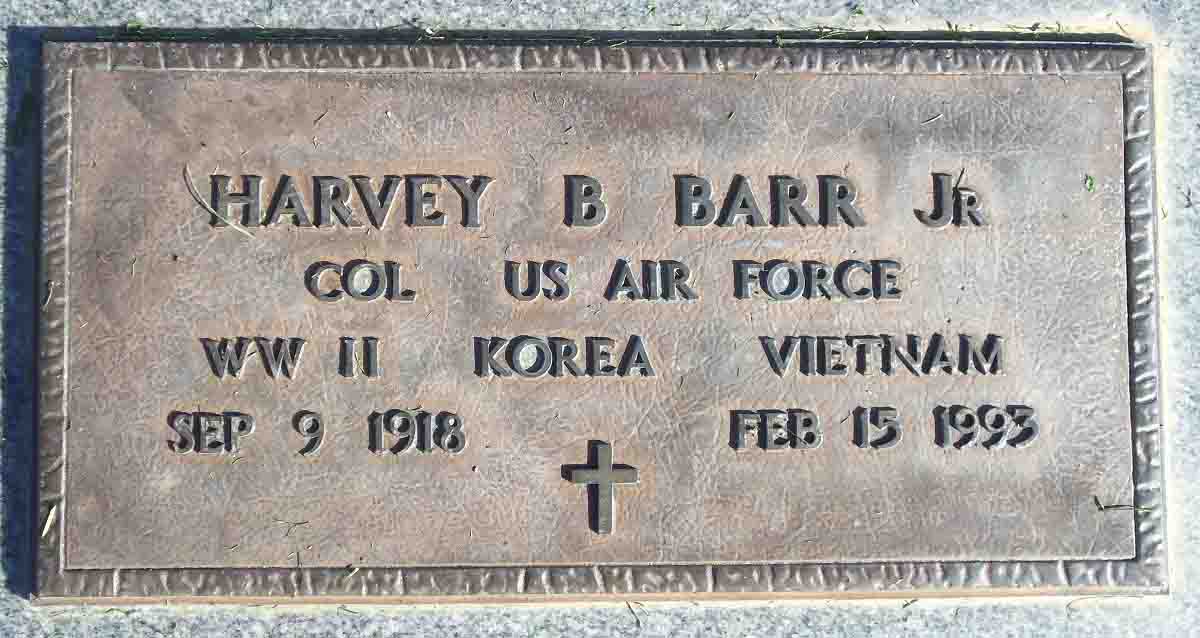 HARVEY B BARR JR
COL US AIR FORCE
WW II KOREA VIETNAM
SEP 9 1918 FEB 15 1993